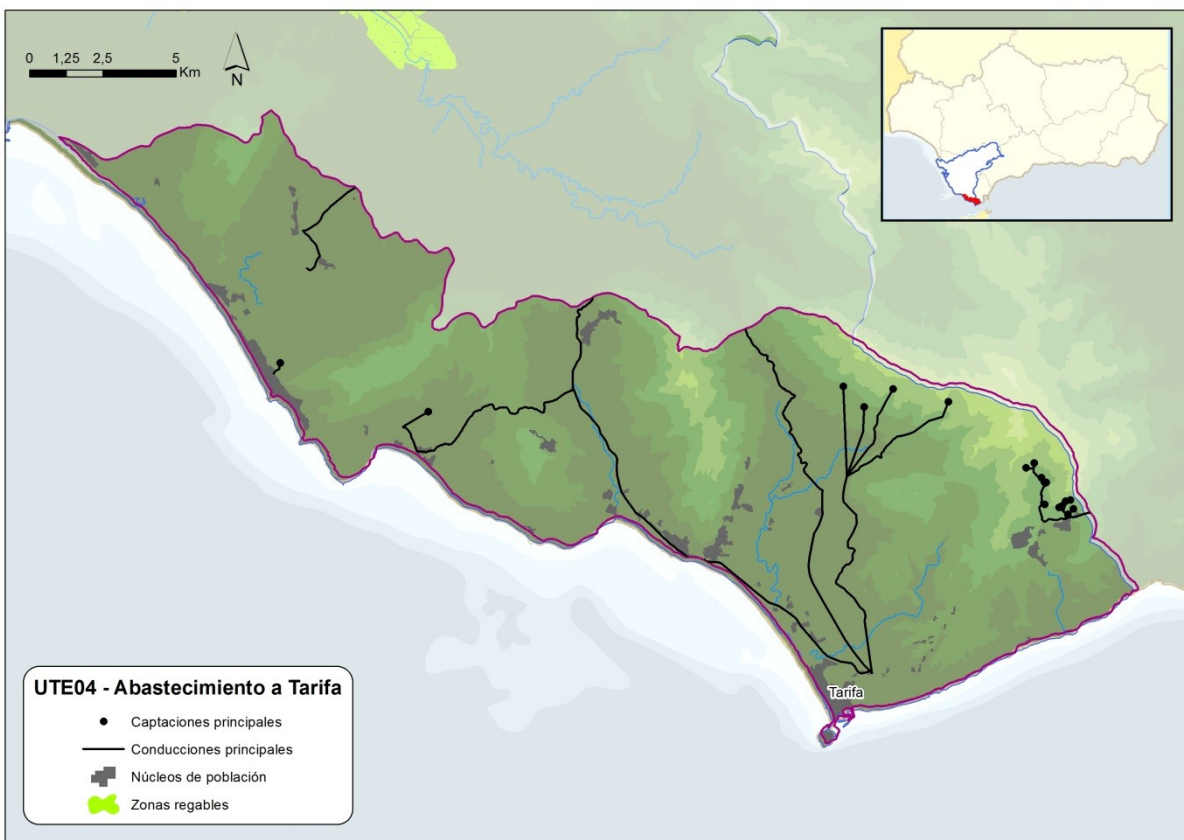 0 1,25 2,5 5
Km
N
Tarifa
UTE04 - Abastecimiento a Tarifa
Captaciones principales
Conducciones principales
Núcleos de población
Zonas regables